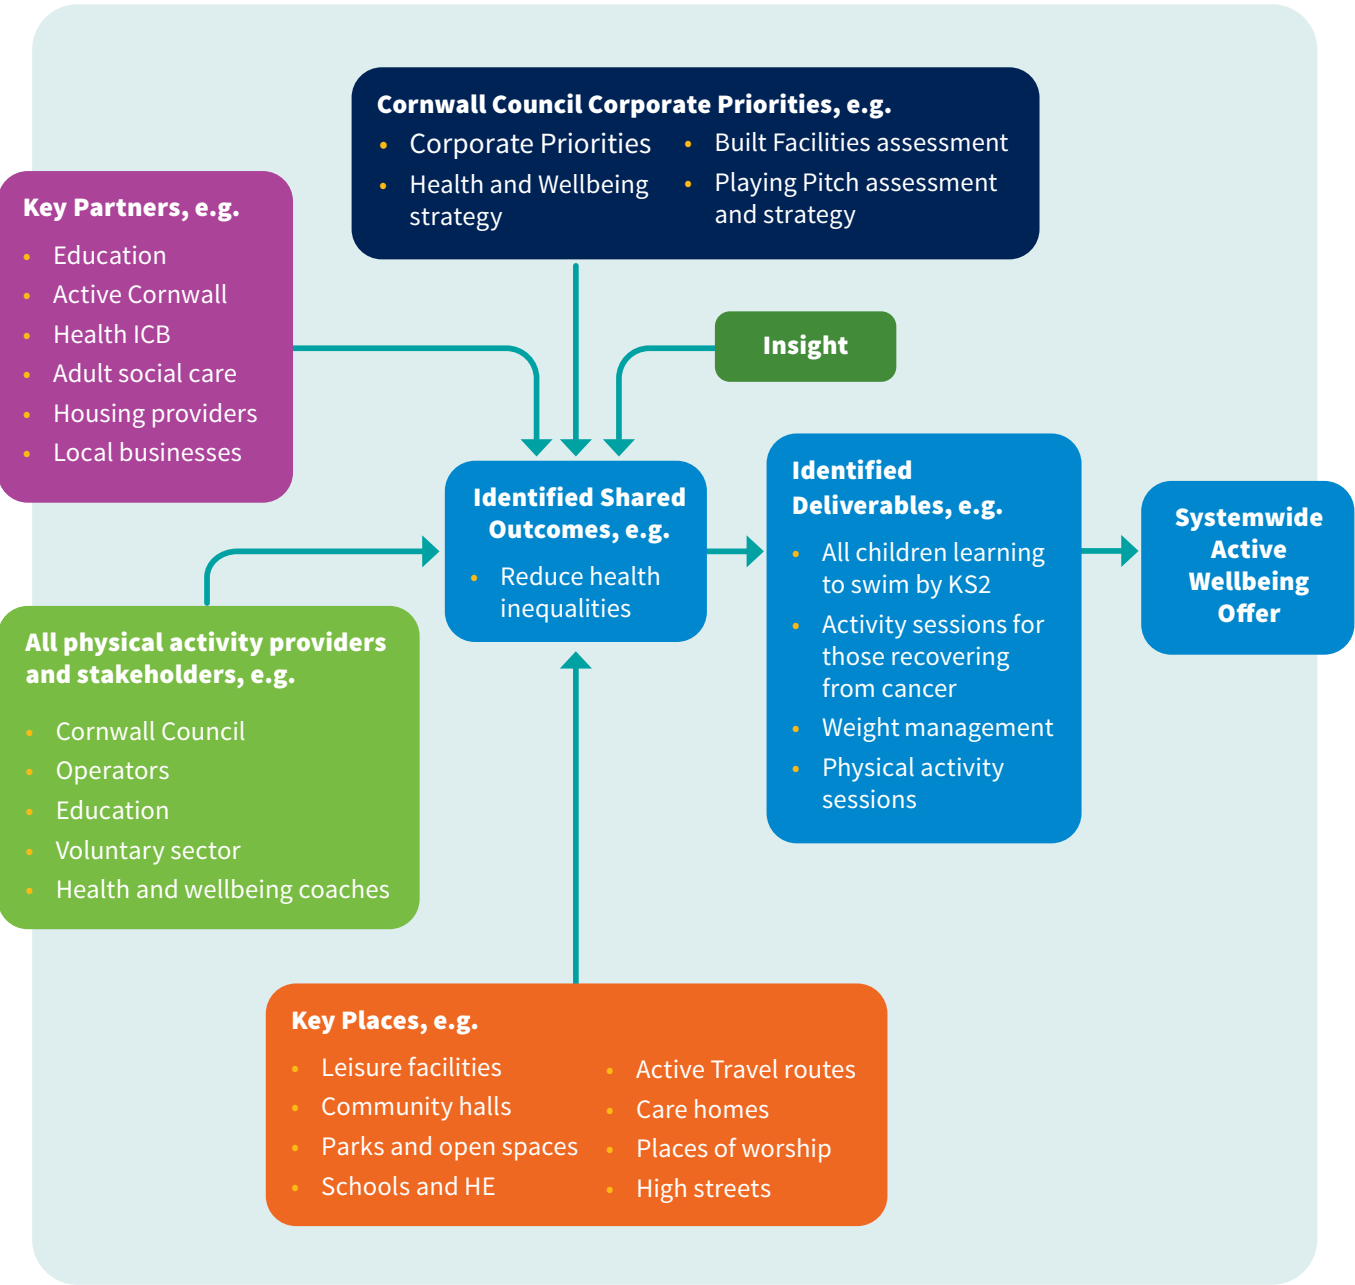 Cornwall Council Corporate Priorities, e.g.
• Corporate Priorities
• Health and Wellbeing
strategy
• Built Facilities assessment
• Playing Pitch assessment
and strategy
Key Partners, e.g.
• Education
• Active Cornwall
• Health ICB
• Adult social care
• Housing providers
• Local businesses
Insight
Identified Shared
Outcomes, e.g.
• Reduce health
inequalities
Identified
Deliverables, e.g.
• All children learning
to swim by KS2
• Activity sessions for
those recovering
from cancer
• Weight management
• Physical activity
sessions
Systemwide
Active
Wellbeing
Offer
All physical activity providers
and stakeholders, e.g.
• Cornwall Council
• Operators
• Education
• Voluntary sector
• Health and wellbeing coaches
Key Places, e.g.
• Leisure facilities
• Community halls
• Parks and open spaces
• Schools and HE
• Active Travel routes
• Care homes
• Places of worship
• High streets